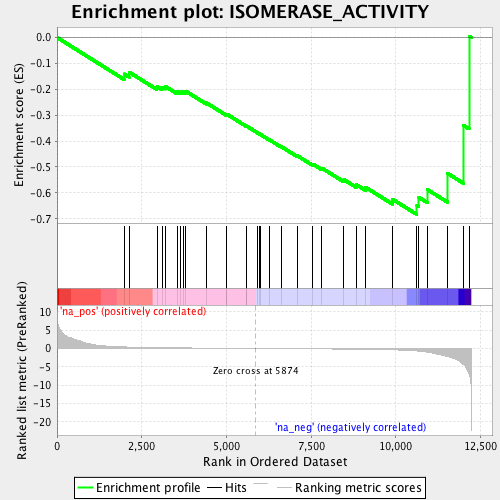 Enrichment plot: ISOMERASE_ACTIVITY
Enrichment score (ES)
0.0
-0.1
-0.2
-0.3
-0.4
-0.5
-0.6
-0.7
'na_pos' (positively correlated)
Ranked list metric (PreRanked)
10
5
0
-5
-10
-15
-20
Zero cross at 5874
'na_neg' (negatively correlated)
0
2,500
5,000
7,500
10,000
12,500
Rank in Ordered Dataset
Enrichment profile
Hits
Ranking metric scores